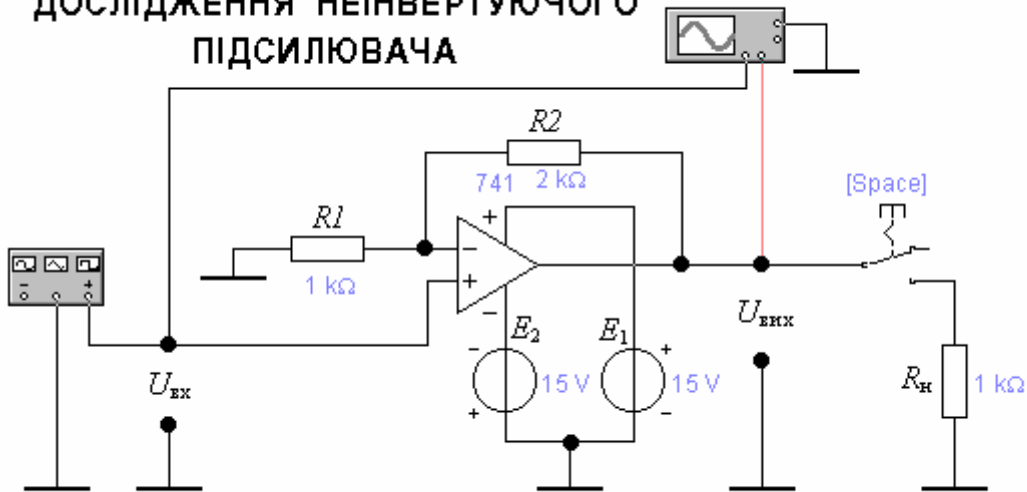 ДОСЛІДЖЕННЯ НЕІНВЕРТУЮЧОГО
ПІДСИЛЮВАЧА
R2
741 2 kΩ
[Space]
R1
1 kΩ
+
−
+
−
− +
E₂ E₁
− +
15 V 15 V
+ −
Uвих
Uвх
Rн 1 kΩ